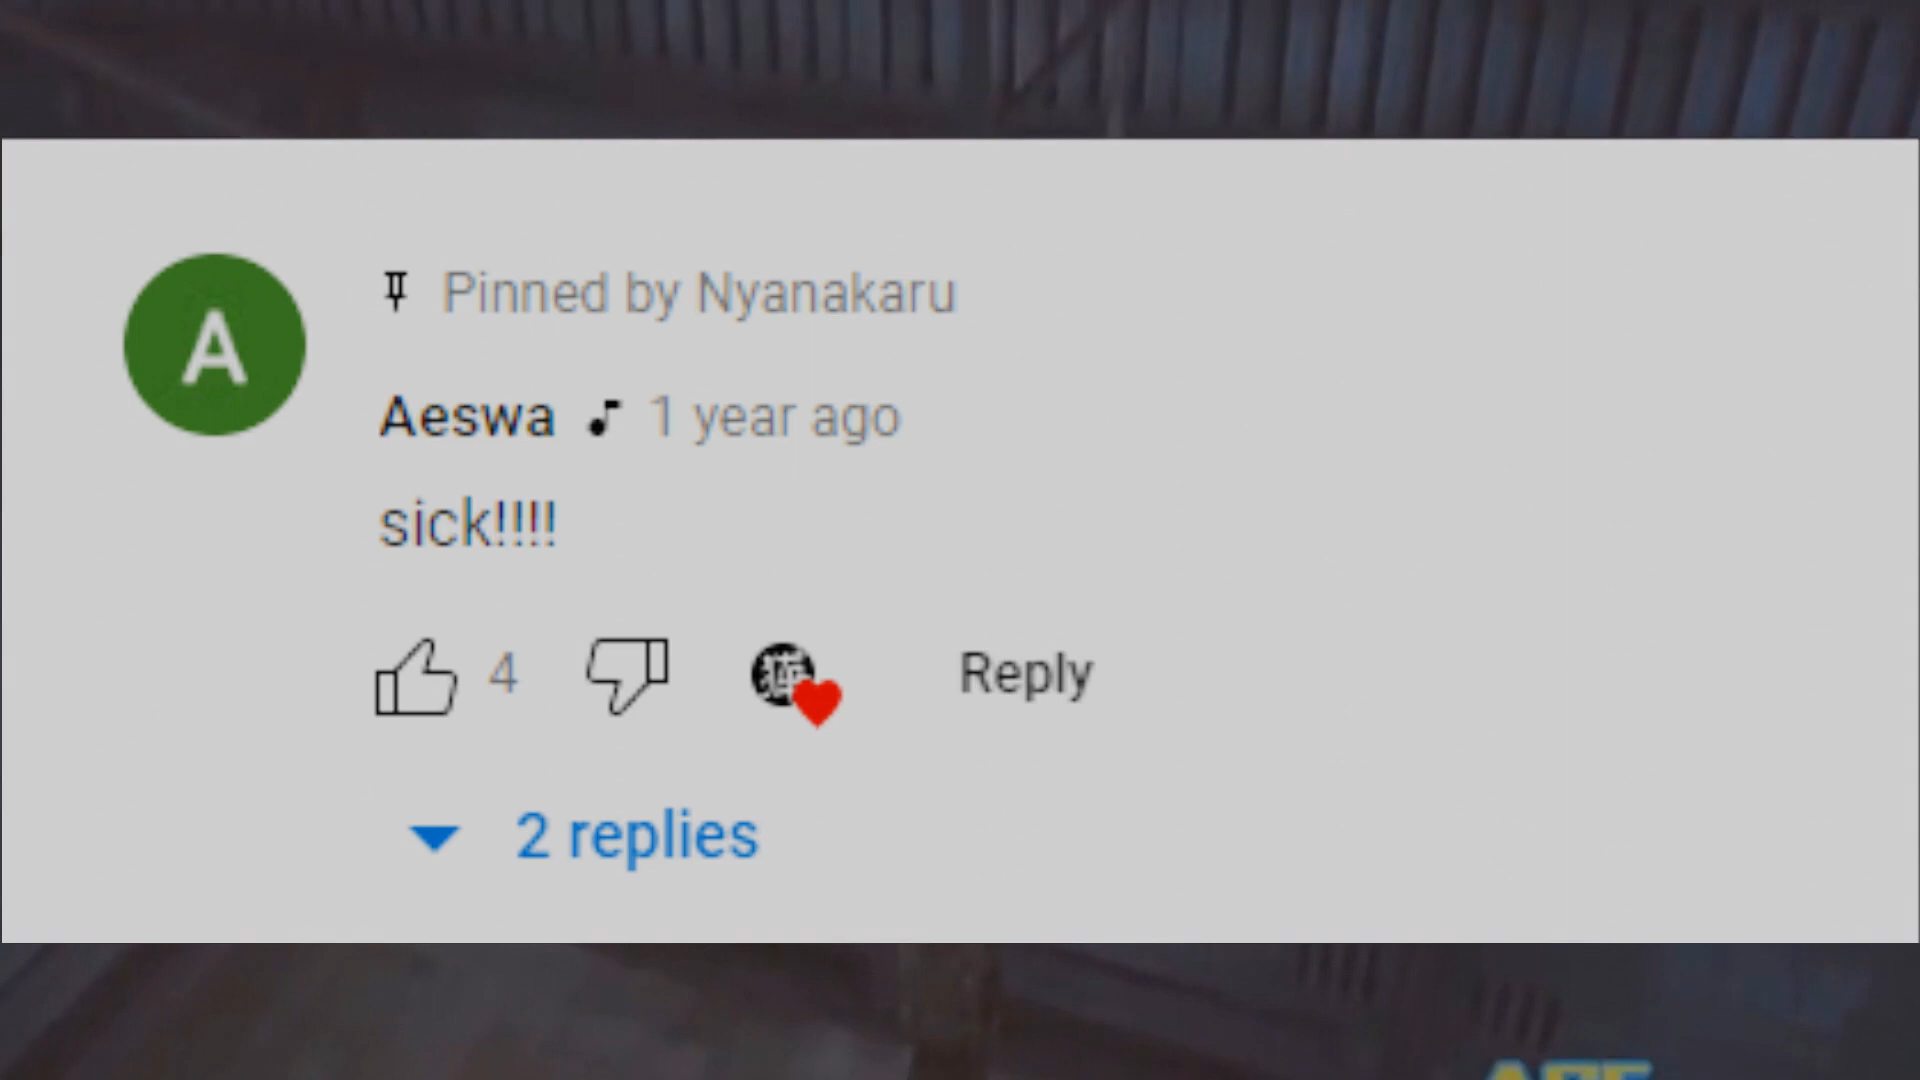 A
Pinned by Nyanakaru
Aeswa 1 year ago
sick!!!!
4 Reply
2 replies